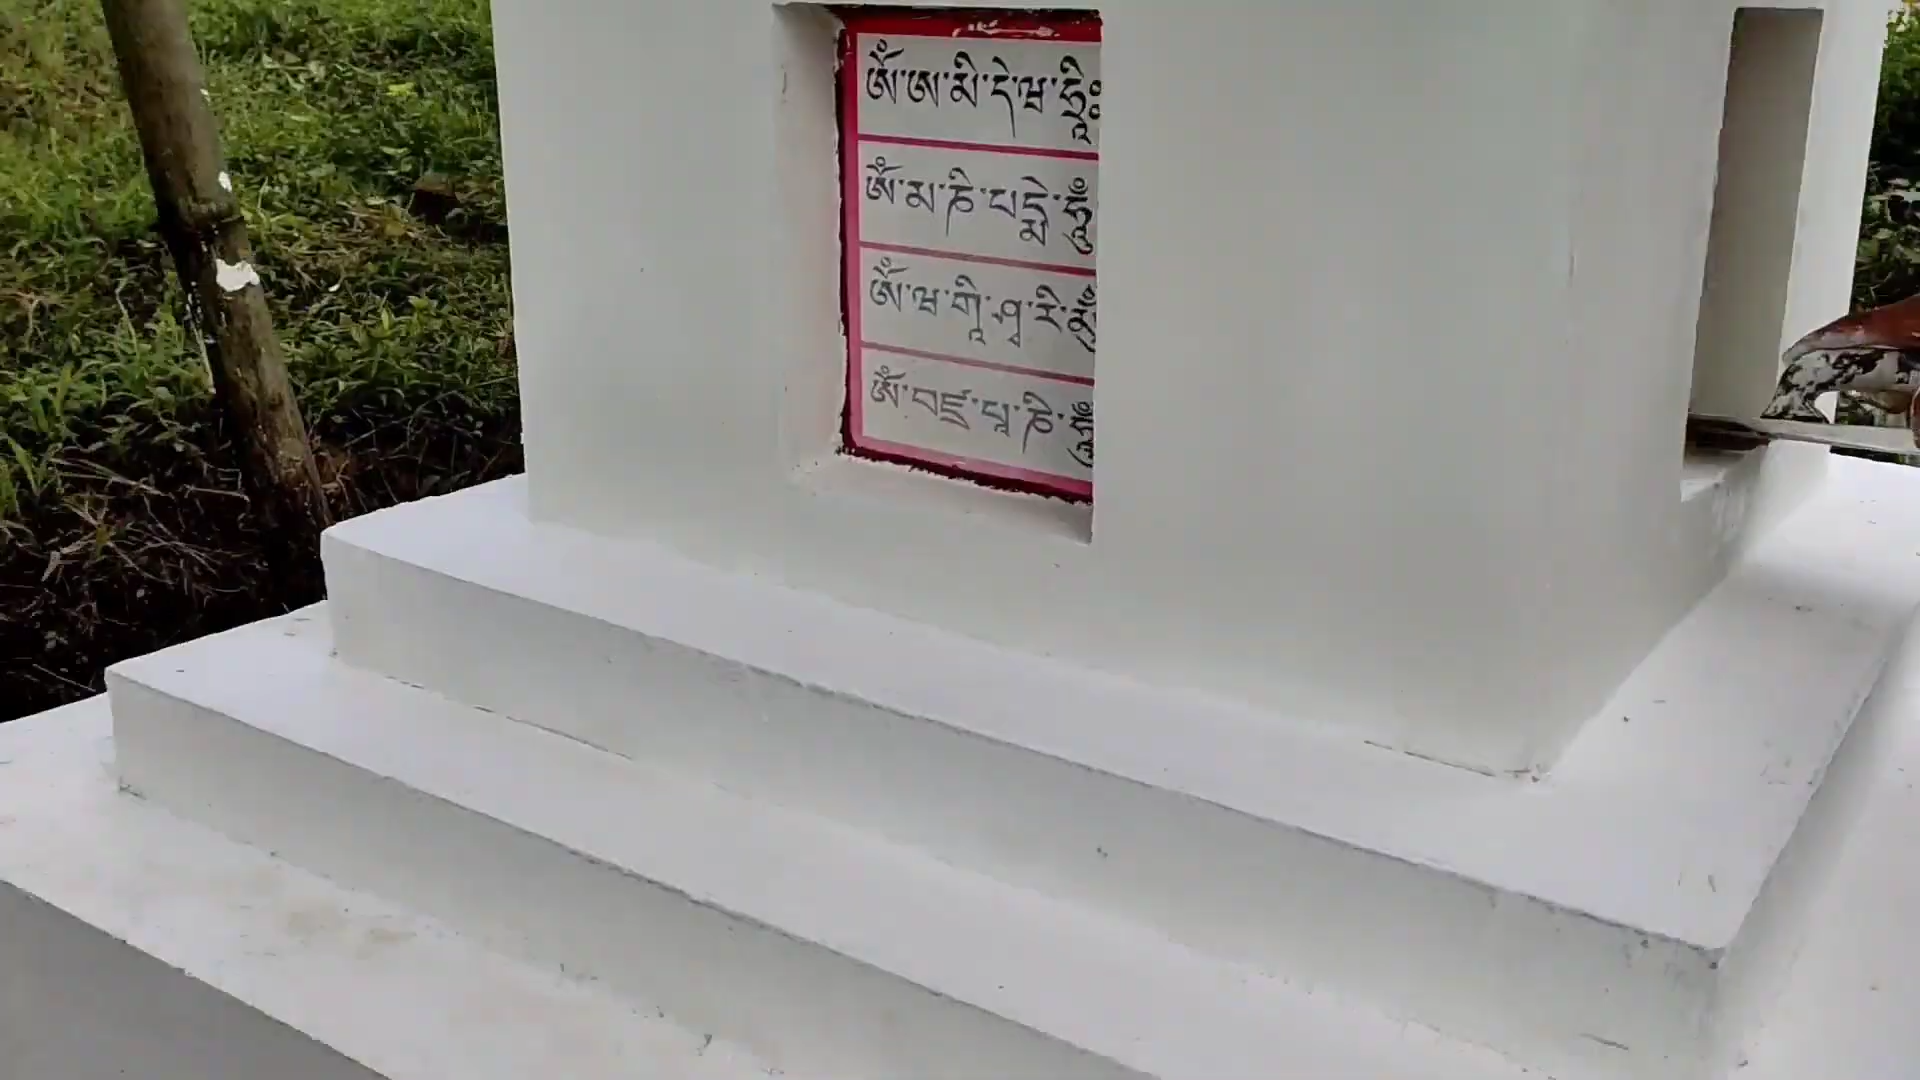 ༀ་ཨ་མི་དེ་ཝ་ཧྲཱིཿ
ༀ་མ་ཎི་པདྨེ་ཧཱུྃ
ༀ་ཝ་གཱི་ཤྭ་རི་མུཾ
ༀ་བཛྲ་པཱ་ཎི་ཧཱུྃ